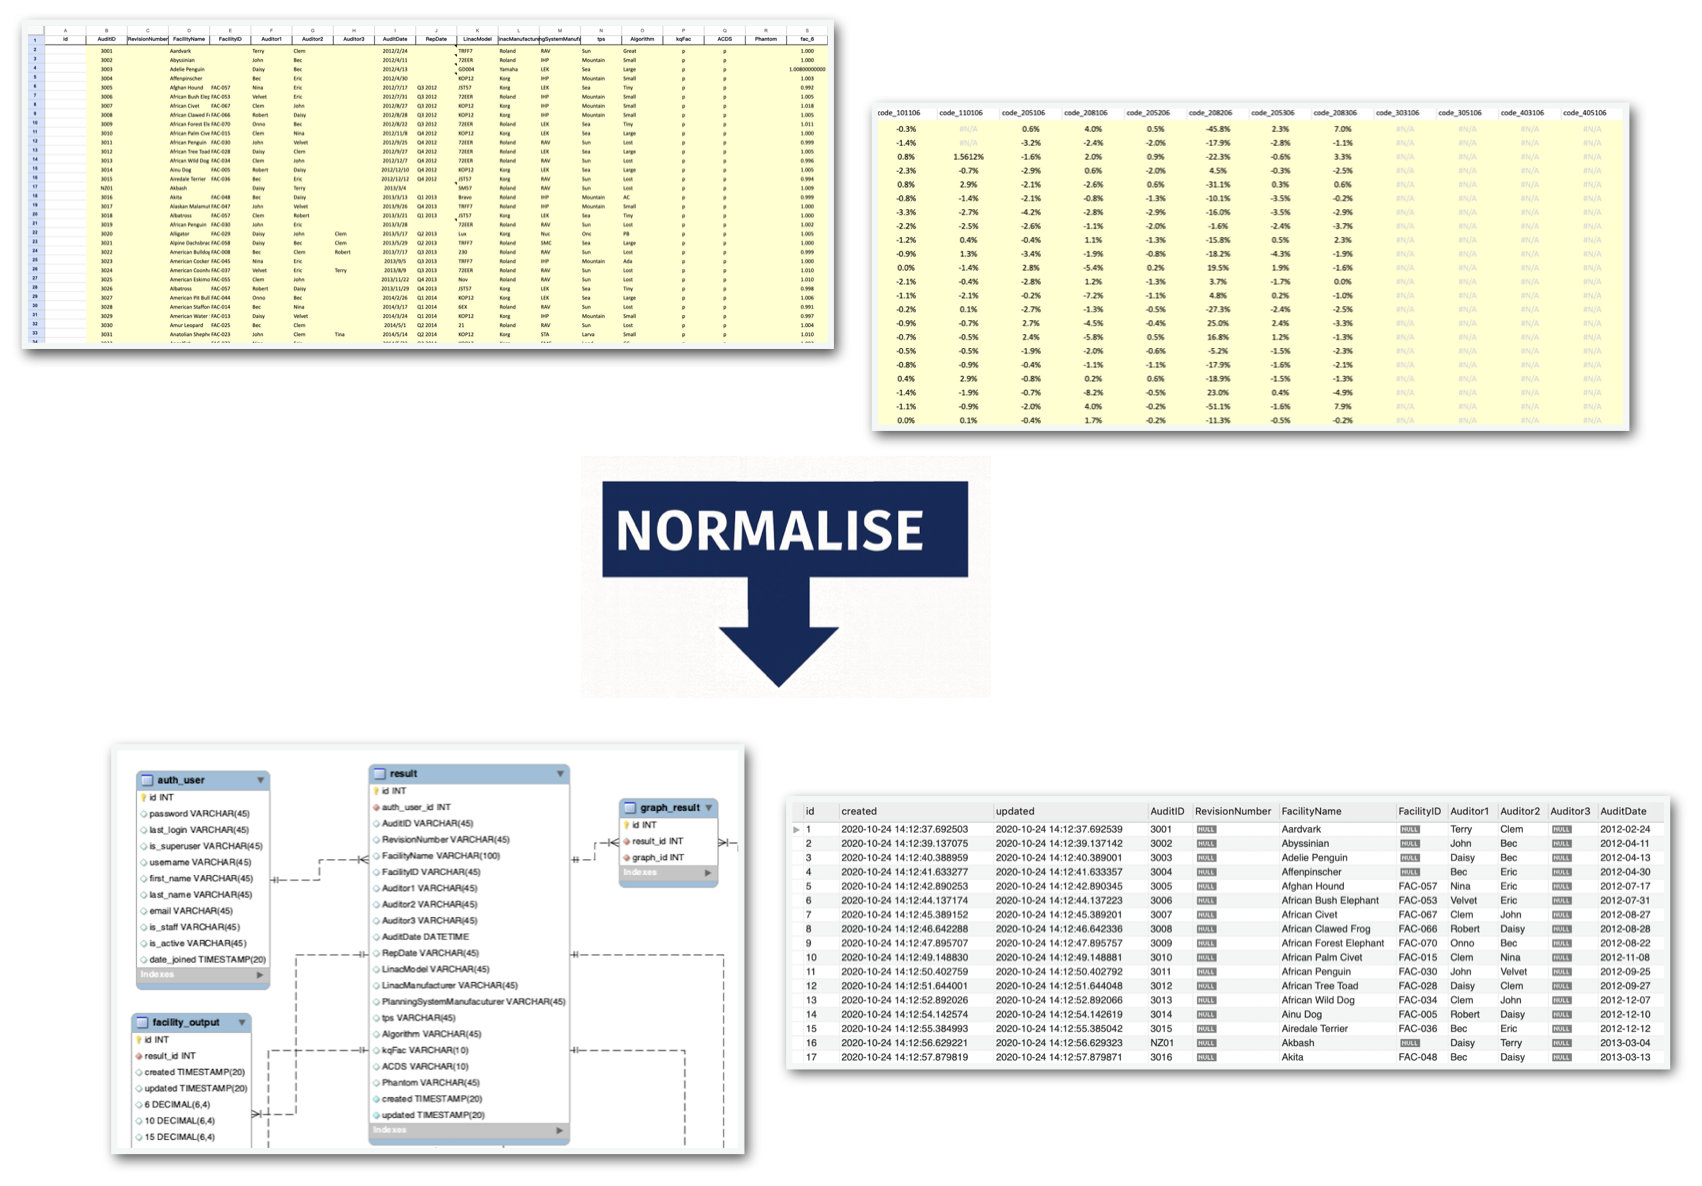 A B C D E F G H I J K L M N O P Q R S
1 id AuditID RevisionNumber FacilityName FacilityID Auditor1 Auditor2 Auditor3 AuditDate RepDate LinacModel tps Algorithm kqFac ACDS Phantom fac_6
2 3001 Aardvark Terry Clem 2012/2/24 TRFF7 Roland RAV Sun Great p p 1.000
3 3002 Abyssinian John Bec 2012/4/11 72EER Roland IHP Mountain Small p p 1.000
4 3003 Adelie Penguin Daisy Bec 2012/4/13 GD004 Yamaha LEK Sea Large p p 1.00800000000
5 3004 Affenpinscher Bec Eric 2012/4/30 KOP12 Korg IHP Mountain Small p p 1.003
6 3005 Afghan Hound FAC-057 Nina Eric 2012/7/17 Q3 2012 JST57 Korg LEK Sea Tiny p p 0.992
7 3006 African Bush Ele FAC-053 Velvet Eric 2012/7/31 Q3 2012 72EER Roland IHP Mountain Small p p 1.005
8 3007 African Civet FAC-067 Clem John 2012/8/27 Q3 2012 KOP12 Korg IHP Mountain Small p p 1.018
9 3008 African Clawed F FAC-066 Robert Daisy 2012/8/28 Q3 2012 KOP12 Korg IHP Mountain Small p p 1.005
10 3009 African Forest Ele FAC-070 Onno Bec 2012/8/22 Q3 2012 KOP12 Korg LEK Sea Tiny p p 1.011
11 3010 African Palm Cive FAC-015 Clem Nina 2012/11/8 Q4 2012 KOP12 Korg LEK Sea Large p p 1.000
12 3011 African Penguin FAC-030 John Velvet 2012/9/25 Q4 2012 72EER Roland RAV Sun Lost p p 0.999
13 3012 African Tree Toad FAC-028 Daisy Clem 2012/9/27 Q4 2012 KOP12 Korg LEK Sea Large p p 1.005
14 3013 African Wild Dog FAC-034 Clem John 2012/12/7 Q4 2012 72EER Roland RAV Sun Lost p p 0.996
15 3014 Ainu Dog FAC-005 Robert Daisy 2012/12/10 Q4 2012 KOP12 Korg LEK Sea Large p p 1.005
16 3015 Airedale Terrier FAC-036 Bec Eric 2012/12/12 Q4 2012 JST57 Korg RAV Sun Lost p p 0.994
17 NZ01 Akbash Daisy Terry 2013/3/4 SM57 Roland RAV Sun Lost p p 1.009
18 3016 Akita FAC-048 Bec Daisy 2013/3/13 Q1 2013 Bravo Roland IHP Mountain AC p p 0.999
19 3017 Alaskan Malamut FAC-047 John Velvet 2012/9/26 Q4 2013 TRFF7 Roland IHP Mountain Small p p 1.000
20 3018 Albatross FAC-057 Clem Robert 2013/3/21 Q1 2013 JST57 Korg LEK Sea Tiny p p 1.000
21 3019 African Penguin FAC-030 John Eric 2013/3/28 72EER Roland RAV Sun Lost p p 1.002
22 3020 Alligator FAC-029 Daisy Joy Clem 2013/5/17 Q2 2013 Lux Korg Nuc Onc PB p p 1.005
23 3021 Alpine Dachsbrac FAC-058 Daisy Bec Clem 2013/5/29 Q2 2013 TRFF7 Roland SMC Sea Large p p 1.000
24 3022 American Bulldog FAC-008 Bec Clem Robert 2013/7/17 Q3 2013 230 Roland RAV Sun Lost p p 0.999
25 3023 American Cocker FAC-045 Nina Eric 2013/9/5 Q3 2013 TRFF7 Roland IHP Mountain Ada p p 1.000
26 3024 American Coonh FAC-037 Velvet Eric Terry 2013/8/9 Q3 2013 72EER Roland RAV Sun Lost p p 1.010
27 3025 American Eskimo FAC-055 Clem John 2013/11/22 Q4 2013 Nov Roland RAV Sun Lost p p 1.010
28 3026 Albatross FAC-057 Robert Daisy 2013/11/29 Q4 2013 JST57 Korg LEK Sea Tiny p p 0.998
29 3027 American Pit Bull FAC-044 Onno Bec 2014/2/26 Q1 2014 KOP12 Korg LEK Sea Large p p 1.006
30 3028 American Staffor FAC-014 Bec Nina 2014/3/17 Q1 2014 6EX Roland RAV Sun Lost p p 0.991
31 3029 American Water FAC-013 Daisy Velvet 2014/3/24 Q1 2014 KOP12 Korg IHP Mountain Small p p 0.997
32 3030 Amur Leopard FAC-025 Bec Clem 2014/5/1 Q2 2014 21 Roland RAV Sun Lost p p 1.004
33 3031 Anatolian Sheph FAC-023 John Clem Tina 2014/5/14 Q2 2014 KOP12 Korg STA Larva Small p p 1.010
code_101106 code_110106 code_205106 code_208106 code_205206 code_208206 code_205306 code_208306 code_303106 code_305106 code_403106 code_405106
-0.3% #N/A 0.6% 4.0% 0.5% -45.8% 2.3% 7.0% #N/A #N/A #N/A #N/A
-1.4% #N/A -3.2% -2.4% -2.0% -17.9% -2.8% -1.1% #N/A #N/A #N/A #N/A
0.8% 1.5612% -1.6% 2.0% 0.9% -22.3% -0.6% 3.3% #N/A #N/A #N/A #N/A
-2.3% -0.7% -2.9% 0.6% -2.0% 4.5% -0.3% -2.5% #N/A #N/A #N/A #N/A
0.8% 2.9% -2.1% -2.6% 0.6% -31.1% 0.3% 0.6% #N/A #N/A #N/A #N/A
-0.8% -1.4% -2.1% -0.8% -1.3% -10.1% -3.5% -0.2% #N/A #N/A #N/A #N/A
-3.3% -2.7% -4.2% -2.8% -2.9% -16.0% -3.5% -2.9% #N/A #N/A #N/A #N/A
-2.2% -2.5% -2.6% -1.1% -2.0% -1.6% -2.4% -3.7% #N/A #N/A #N/A #N/A
-1.2% 0.4% -0.4% 1.1% -1.3% -15.8% 0.5% 2.3% #N/A #N/A #N/A #N/A
-0.9% 1.3% -3.4% -1.9% -0.8% -18.2% -4.3% -1.9% #N/A #N/A #N/A #N/A
0.0% -1.4% 2.8% -5.4% 0.2% 19.5% 1.9% -1.6% #N/A #N/A #N/A #N/A
-2.1% -0.4% -2.8% 1.2% -1.3% 3.7% -1.7% 0.0% #N/A #N/A #N/A #N/A
-1.1% -2.1% -0.2% -7.2% -1.1% 4.8% 0.2% -1.0% #N/A #N/A #N/A #N/A
-0.2% 0.1% -2.7% -1.3% -0.5% -27.3% -2.4% -2.5% #N/A #N/A #N/A #N/A
-0.9% -0.7% 2.7% -4.5% -0.4% 25.0% 2.4% -3.3% #N/A #N/A #N/A #N/A
-0.7% -0.5% 2.4% -5.8% 0.5% 16.8% 1.2% -1.3% #N/A #N/A #N/A #N/A
-0.5% -0.5% -1.9% -2.0% -0.6% -5.2% -1.5% -2.3% #N/A #N/A #N/A #N/A
-0.8% -0.9% -0.4% -1.1% -1.1% -17.9% -1.6% -2.1% #N/A #N/A #N/A #N/A
0.4% 2.9% -0.8% 0.2% 0.6% -18.9% -1.5% -1.3% #N/A #N/A #N/A #N/A
-1.4% -1.9% -0.7% -8.2% -0.5% 23.0% 0.4% -4.9% #N/A #N/A #N/A #N/A
-1.1% -0.9% -2.0% 4.0% -0.2% -51.1% -1.6% 7.9% #N/A #N/A #N/A #N/A
0.0% 0.1% -0.4% 1.7% -0.2% -11.3% -0.5% -0.2% #N/A #N/A #N/A #N/A
NORMALISE
auth_user
id INT
password VARCHAR(45)
last_login VARCHAR(45)
is_superuser VARCHAR(45)
username VARCHAR(45)
first_name VARCHAR(45)
last_name VARCHAR(45)
email VARCHAR(45)
is_staff VARCHAR(45)
is_active VARCHAR(45)
date_joined TIMESTAMP(20)
Indexes
facility_output
id INT
result_id INT
created TIMESTAMP(20)
updated TIMESTAMP(20)
6 DECIMAL(6,4)
10 DECIMAL(6,4)
15 DECIMAL(6,4)
result
id INT
auth_user_id INT
AuditID VARCHAR(45)
RevisionNumber VARCHAR(45)
FacilityName VARCHAR(100)
FacilityID VARCHAR(45)
Auditor1 VARCHAR(45)
Auditor2 VARCHAR(45)
Auditor3 VARCHAR(45)
AuditDate DATETIME
RepDate VARCHAR(45)
LinacModel VARCHAR(45)
LinacManufacturer VARCHAR(45)
PlanningSystemManufacuturer VARCHAR(45)
tps VARCHAR(45)
Algorithm VARCHAR(45)
kqFac VARCHAR(10)
ACDS VARCHAR(10)
Phantom VARCHAR(45)
created TIMESTAMP(20)
updated TIMESTAMP(20)
Indexes
graph_result
id INT
result_id INT
graph_id INT
Indexes
id created updated AuditID RevisionNumber FacilityName FacilityID Auditor1 Auditor2 Auditor3 AuditDate
1 2020-10-24 14:12:37.692503 2020-10-24 14:12:37.692539 3001 NULL Aardvark NULL Terry Clem NULL 2012-02-24
2 2020-10-24 14:12:39.137075 2020-10-24 14:12:39.137142 3002 NULL Abyssinian NULL John Bec NULL 2012-04-11
3 2020-10-24 14:12:40.388959 2020-10-24 14:12:40.389001 3003 NULL Adelie Penguin NULL Daisy Bec NULL 2012-04-13
4 2020-10-24 14:12:41.633277 2020-10-24 14:12:41.633357 3004 NULL Affenpinscher NULL Bec Eric NULL 2012-04-30
5 2020-10-24 14:12:42.890253 2020-10-24 14:12:42.890345 3005 NULL Afghan Hound FAC-057 Nina Eric NULL 2012-07-17
6 2020-10-24 14:12:44.137174 2020-10-24 14:12:44.137223 3006 NULL African Bush Elephant FAC-053 Velvet Eric NULL 2012-07-31
7 2020-10-24 14:12:45.389152 2020-10-24 14:12:45.389201 3007 NULL African Civet FAC-067 Clem John NULL 2012-08-27
8 2020-10-24 14:12:46.642288 2020-10-24 14:12:46.642336 3008 NULL African Clawed Frog FAC-066 Robert Daisy NULL 2012-08-28
9 2020-10-24 14:12:47.895707 2020-10-24 14:12:47.895757 3009 NULL African Forest Elephant FAC-070 Onno Bec NULL 2012-08-22
10 2020-10-24 14:12:49.148830 2020-10-24 14:12:49.148881 3010 NULL African Palm Civet FAC-015 Clem Nina NULL 2012-11-08
11 2020-10-24 14:12:50.402759 2020-10-24 14:12:50.402792 3011 NULL African Penguin FAC-030 John Velvet NULL 2012-09-25
12 2020-10-24 14:12:51.644001 2020-10-24 14:12:51.644048 3012 NULL African Tree Toad FAC-028 Daisy Clem NULL 2012-09-27
13 2020-10-24 14:12:52.892026 2020-10-24 14:12:52.892066 3013 NULL African Wild Dog FAC-034 Clem John NULL 2012-12-07
14 2020-10-24 14:12:54.142574 2020-10-24 14:12:54.142619 3014 NULL Ainu Dog FAC-005 Robert Daisy NULL 2012-12-10
15 2020-10-24 14:12:55.384993 2020-10-24 14:12:55.385042 3015 NULL Airedale Terrier FAC-036 Bec Eric NULL 2012-12-12
16 2020-10-24 14:12:56.629221 2020-10-24 14:12:56.629323 NZ01 NULL Akbash NULL Daisy Terry NULL 2013-03-04
17 2020-10-24 14:12:57.879819 2020-10-24 14:12:57.879871 3016 NULL Akita FAC-048 Bec Daisy NULL 2013-03-13